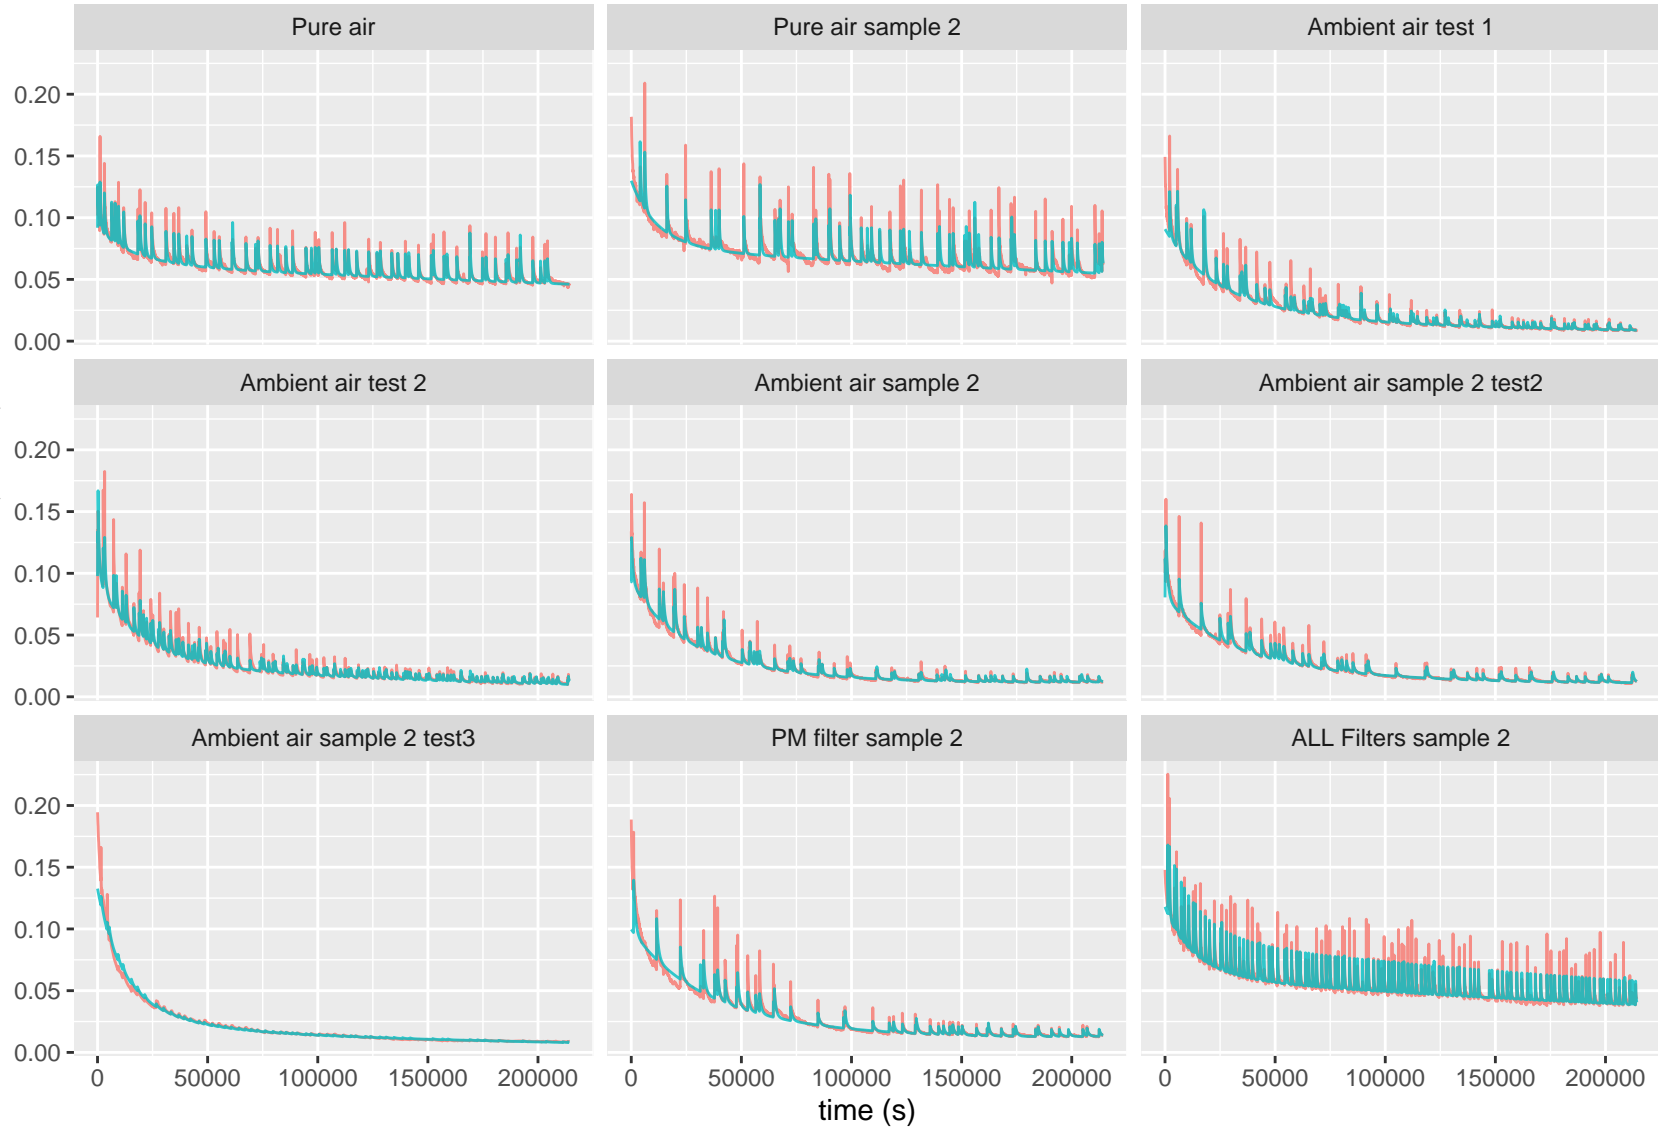 Pure air
Pure air sample 2
Ambient air test 1
0.20
0.15
0.10
0.05
0.00
Ambient air test 2
Ambient air sample 2
Ambient air sample 2 test2
0.20
0.15
0.10
0.05
0.00
Ambient air sample 2 test3
PM filter sample 2
ALL Filters sample 2
0.20
0.15
0.10
0.05
0.00
0 50000 100000 150000 200000
0 50000 100000 150000 200000
0 50000 100000 150000 200000
time (s)